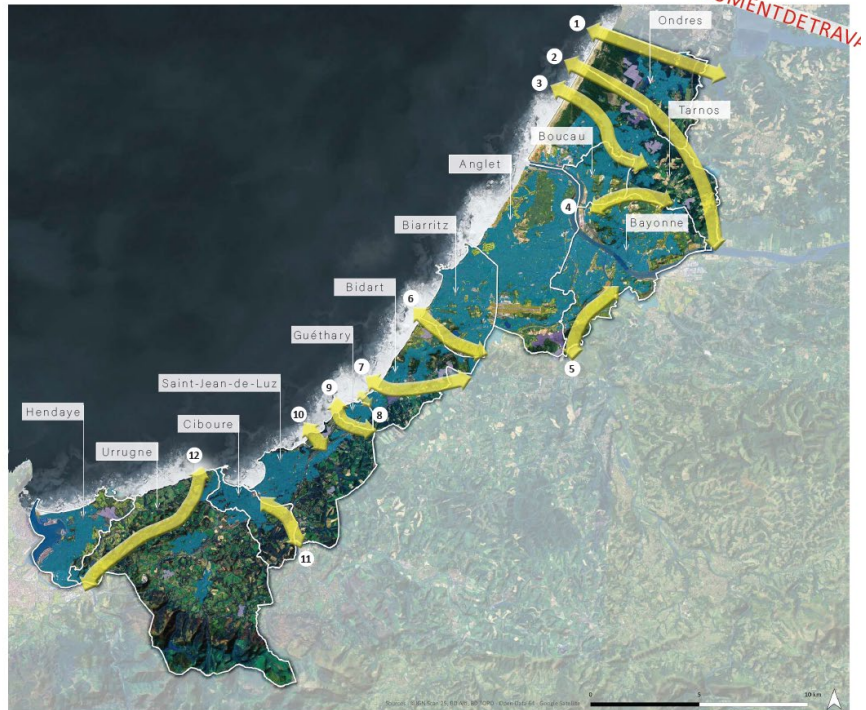 UMENTDETRAVA
1
Ondres
2
3
Tarnos
Boucau
Anglet
4
Bayonne
Biarritz
Bidart
6
Guéthary
5
7
9
Saint-Jean-de-Luz
10
8
Hendaye
Ciboure
Urrugne
12
11
0 5 10 km